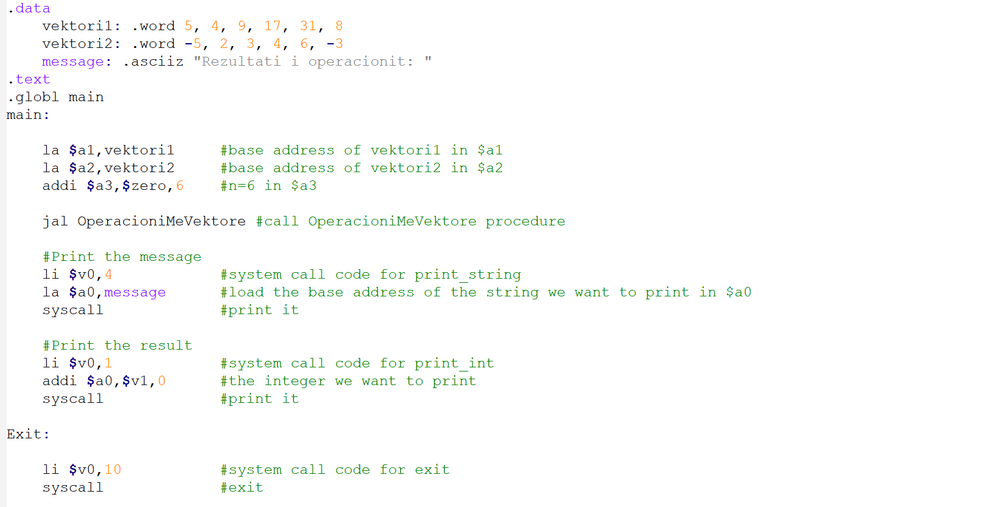 .data
vektori1: .word 5, 4, 9, 17, 31, 8
vektori2: .word -5, 2, 3, 4, 6, -3
message: .asciiz "Rezultati i operacionit: "
.text
.globl main
main:
la $a1,vektori1 #base address of vektori1 in $a1
la $a2,vektori2 #base address of vektori2 in $a2
addi $a3,$zero,6 #n=6 in $a3
jal OperacioniMeVektore #call OperacioniMeVektore procedure
#Print the message
li $v0,4 #system call code for print_string
la $a0,message #load the base address of the string we want to print in $a0
syscall #print it
#Print the result
li $v0,1 #system call code for print_int
addi $a0,$v1,0 #the integer we want to print
syscall #print it
Exit:
li $v0,10 #system call code for exit
syscall #exit